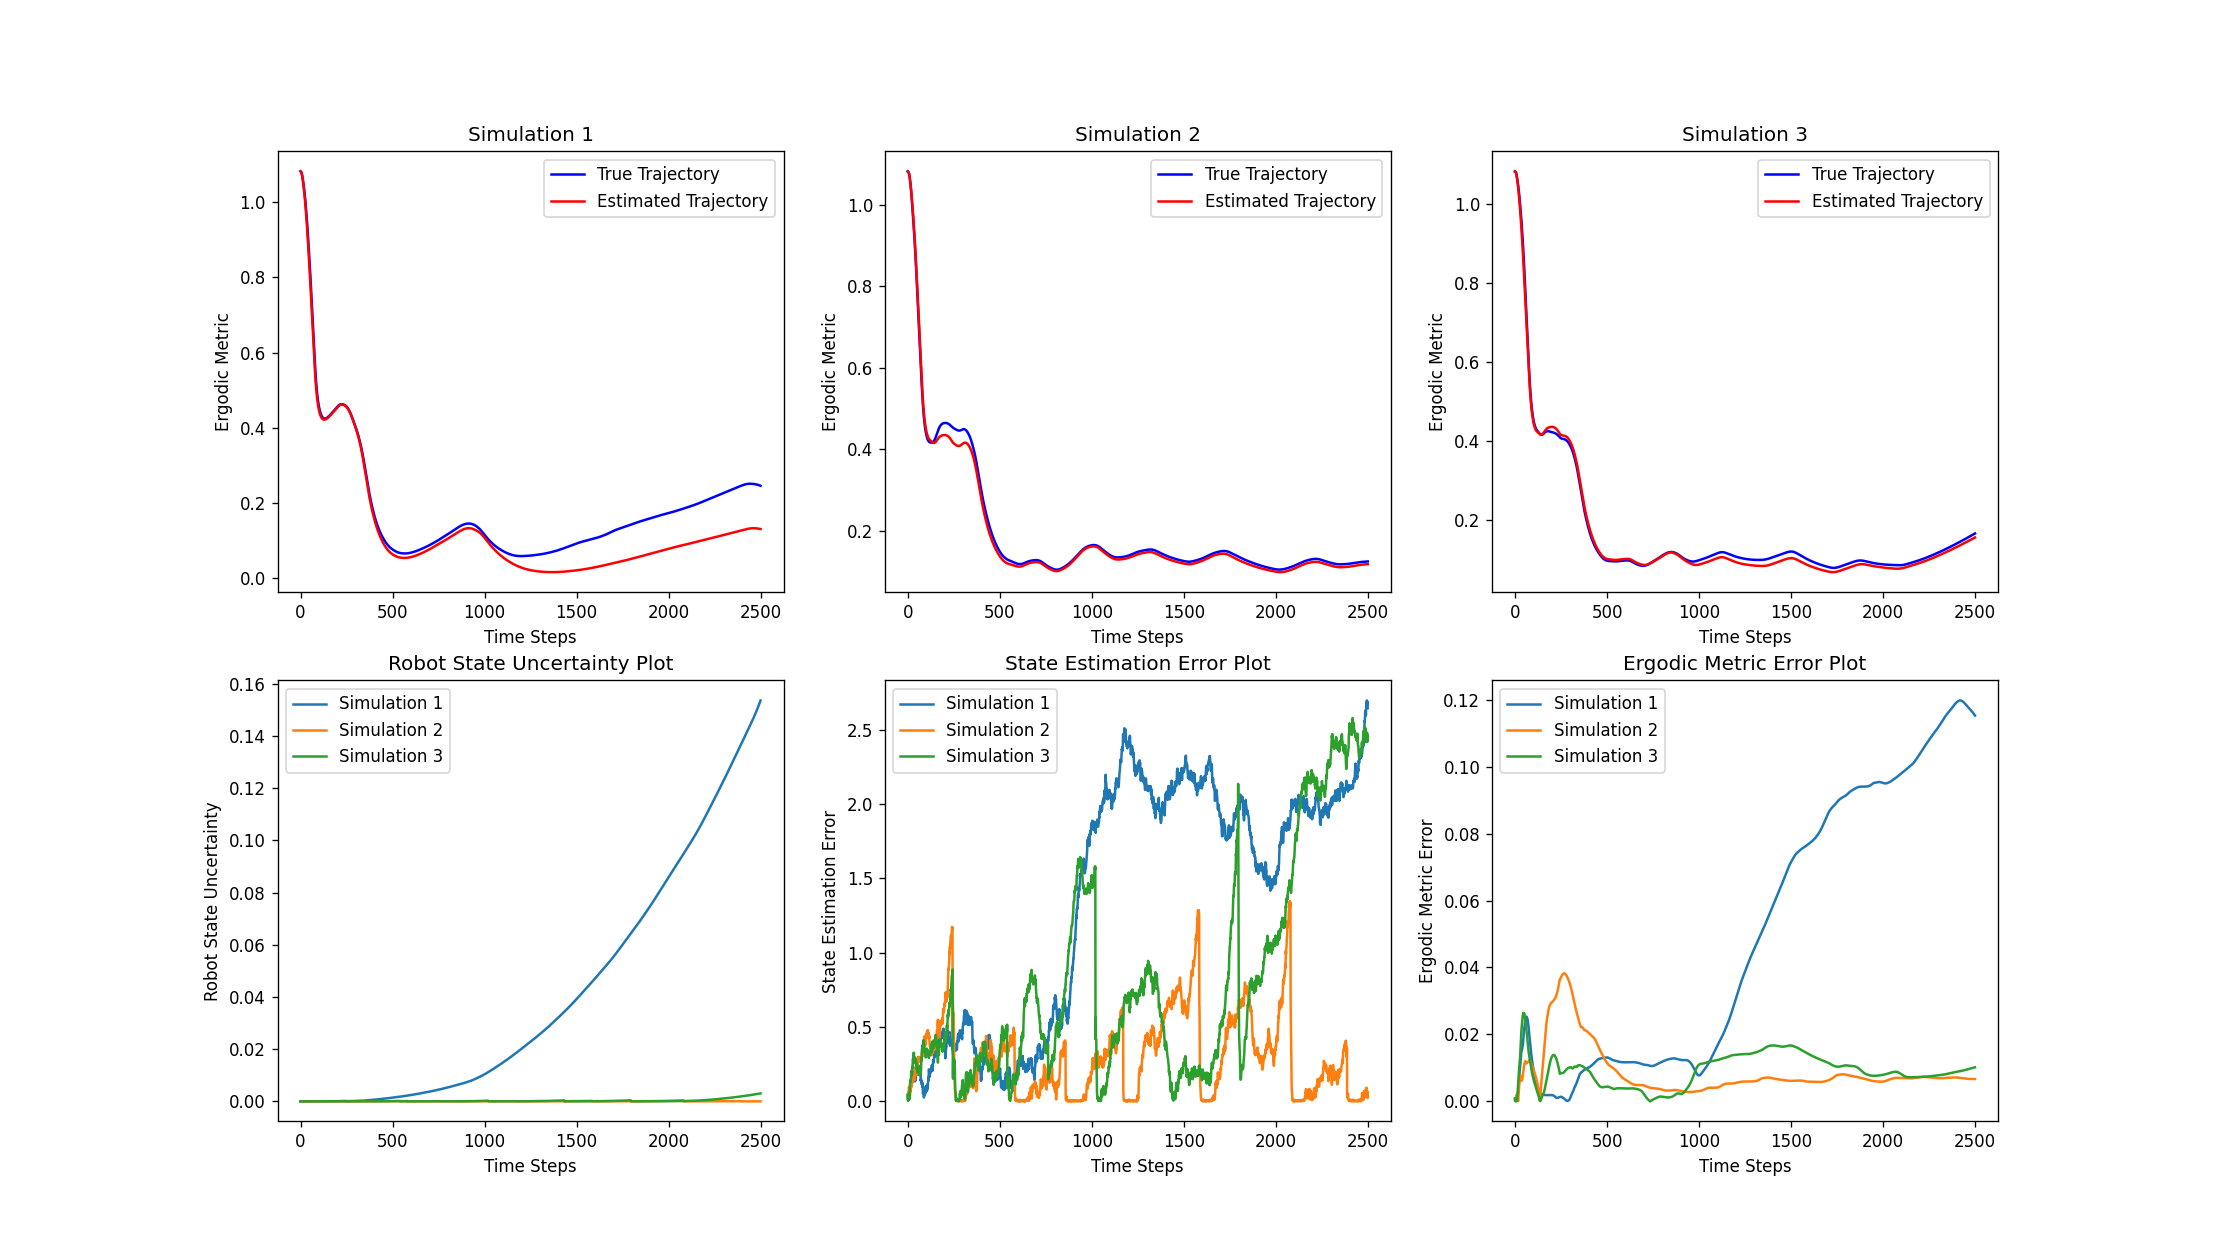 Simulation 1
True Trajectory
Estimated Trajectory
Ergodic Metric
1.0
0.8
0.6
0.4
0.2
0.0
0 500 1000 1500 2000 2500
Time Steps
Simulation 2
True Trajectory
Estimated Trajectory
Ergodic Metric
1.0
0.8
0.6
0.4
0.2
0 500 1000 1500 2000 2500
Time Steps
Simulation 3
True Trajectory
Estimated Trajectory
Ergodic Metric
1.0
0.8
0.6
0.4
0.2
0 500 1000 1500 2000 2500
Time Steps
Robot State Uncertainty Plot
Simulation 1
Simulation 2
Simulation 3
Robot State Uncertainty
0.16
0.14
0.12
0.10
0.08
0.06
0.04
0.02
0.00
0 500 1000 1500 2000 2500
Time Steps
State Estimation Error Plot
Simulation 1
Simulation 2
Simulation 3
State Estimation Error
2.5
2.0
1.5
1.0
0.5
0.0
0 500 1000 1500 2000 2500
Time Steps
Ergodic Metric Error Plot
Simulation 1
Simulation 2
Simulation 3
Ergodic Metric Error
0.12
0.10
0.08
0.06
0.04
0.02
0.00
0 500 1000 1500 2000 2500
Time Steps